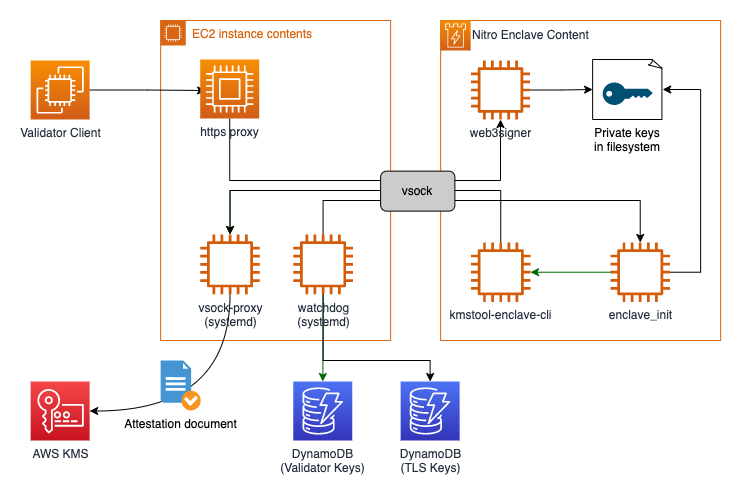 EC2 instance contents
Nitro Enclave Content
Validator Client
https proxy
web3signer
Private keys
in filesystem
vsock
vsock-proxy
(systemd)
watchdog
(systemd)
kmstool-enclave-cli
enclave_init
Attestation document
AWS KMS
DynamoDB
(Validator Keys)
DynamoDB
(TLS Keys)